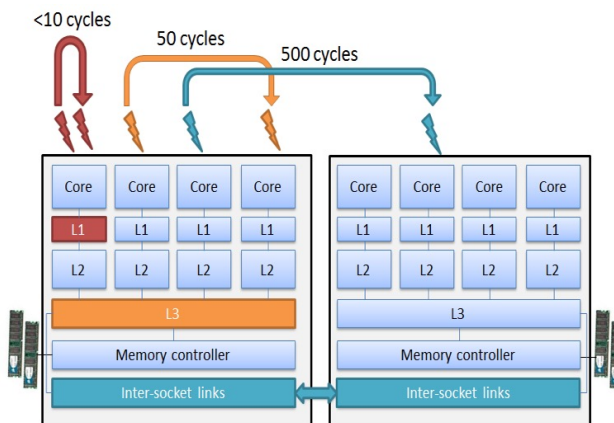 <10 cycles
50 cycles
500 cycles
Core Core Core Core
L1 L1 L1 L1
L2 L2 L2 L2
L3
Memory controller
Inter-socket links
Core Core Core Core
L1 L1 L1 L1
L2 L2 L2 L2
L3
Memory controller
Inter-socket links